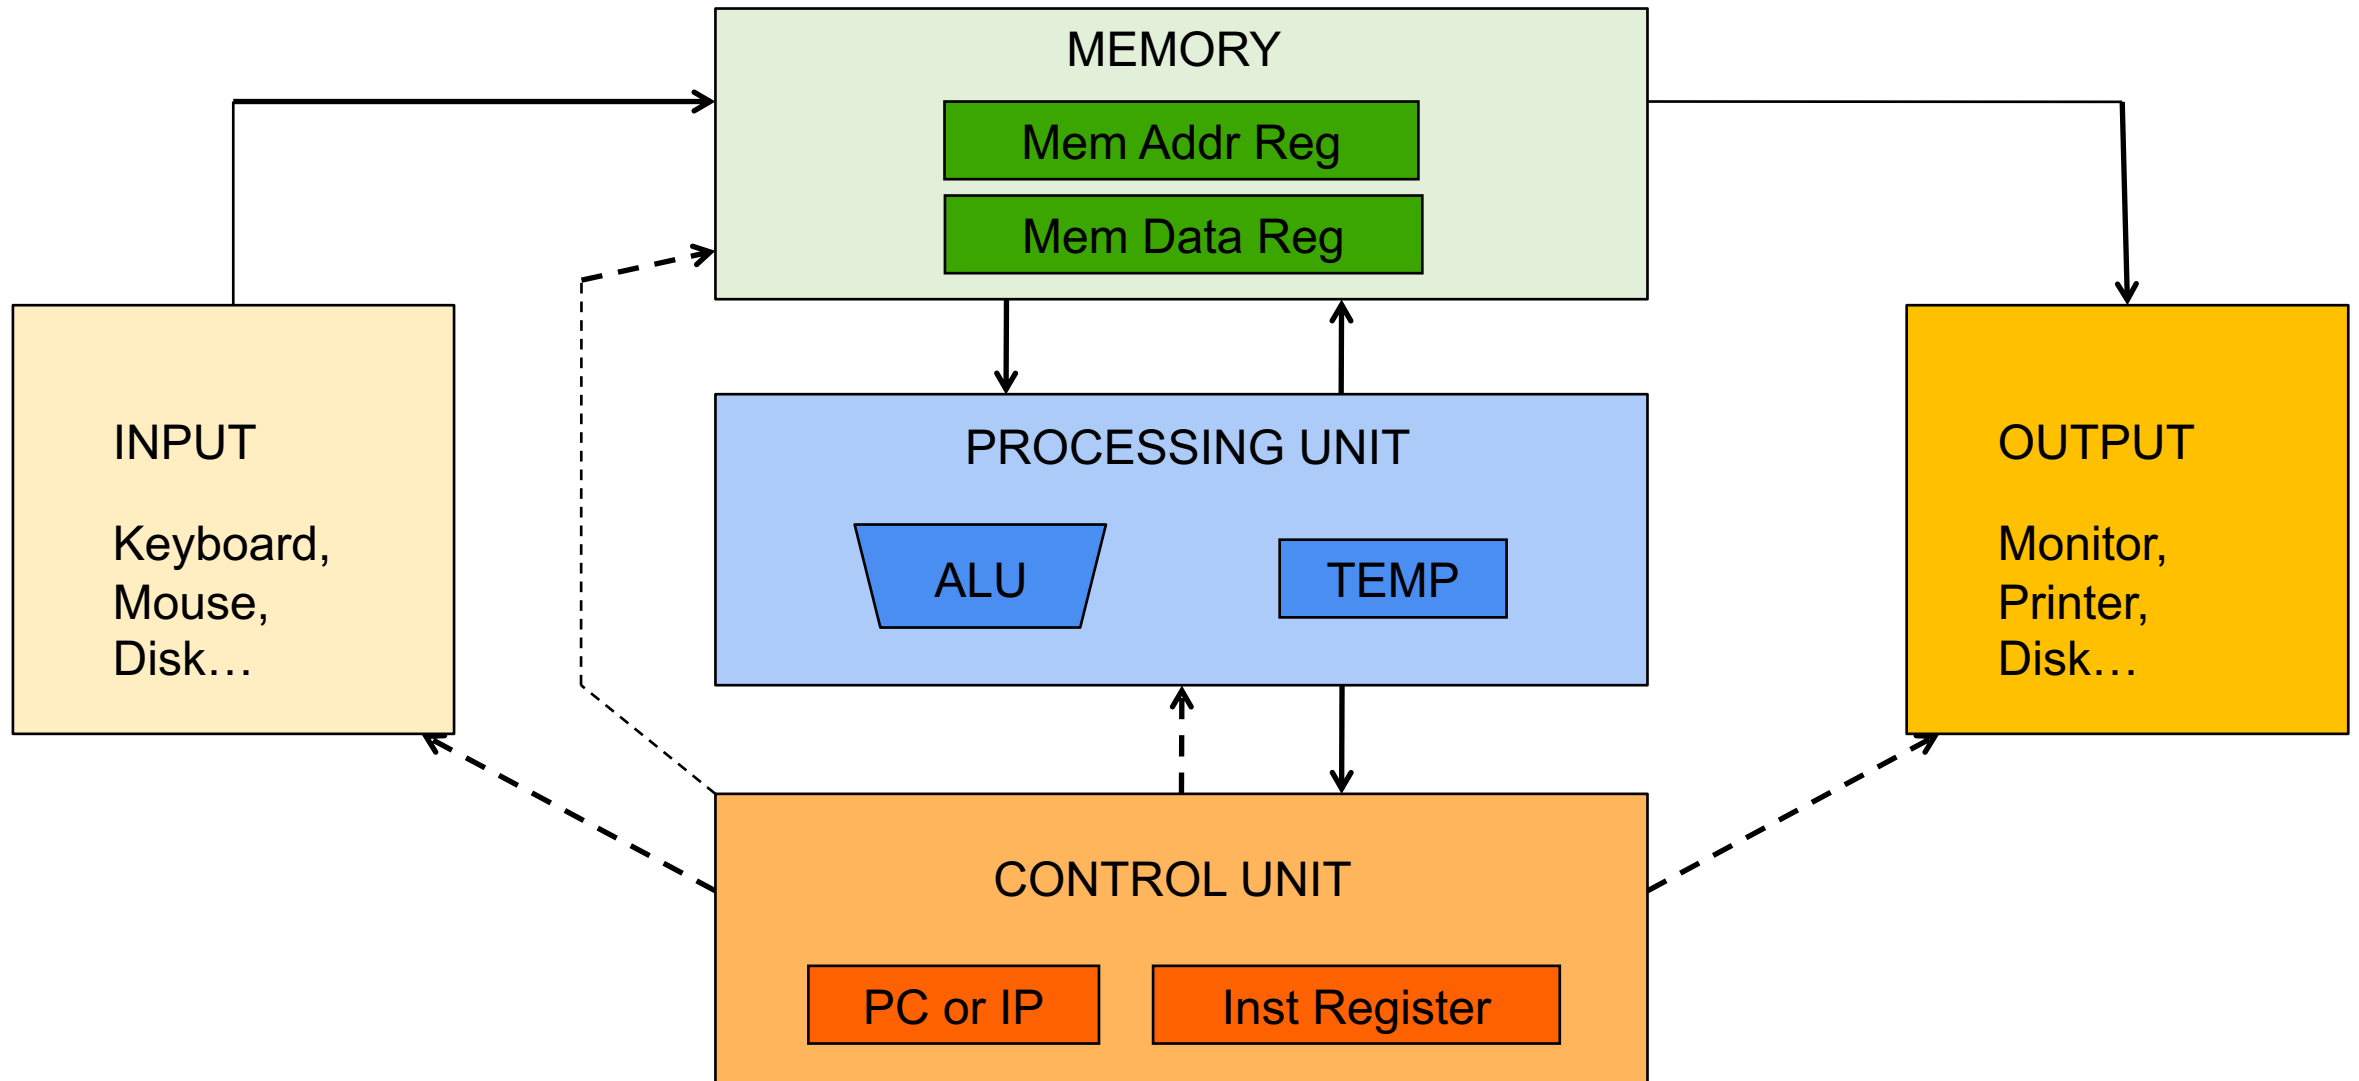 MEMORY
Mem Addr Reg
Mem Data Reg
INPUT
Keyboard,
Mouse,
Disk…
PROCESSING UNIT
ALU
TEMP
OUTPUT
Monitor,
Printer,
Disk…
CONTROL UNIT
PC or IP
Inst Register